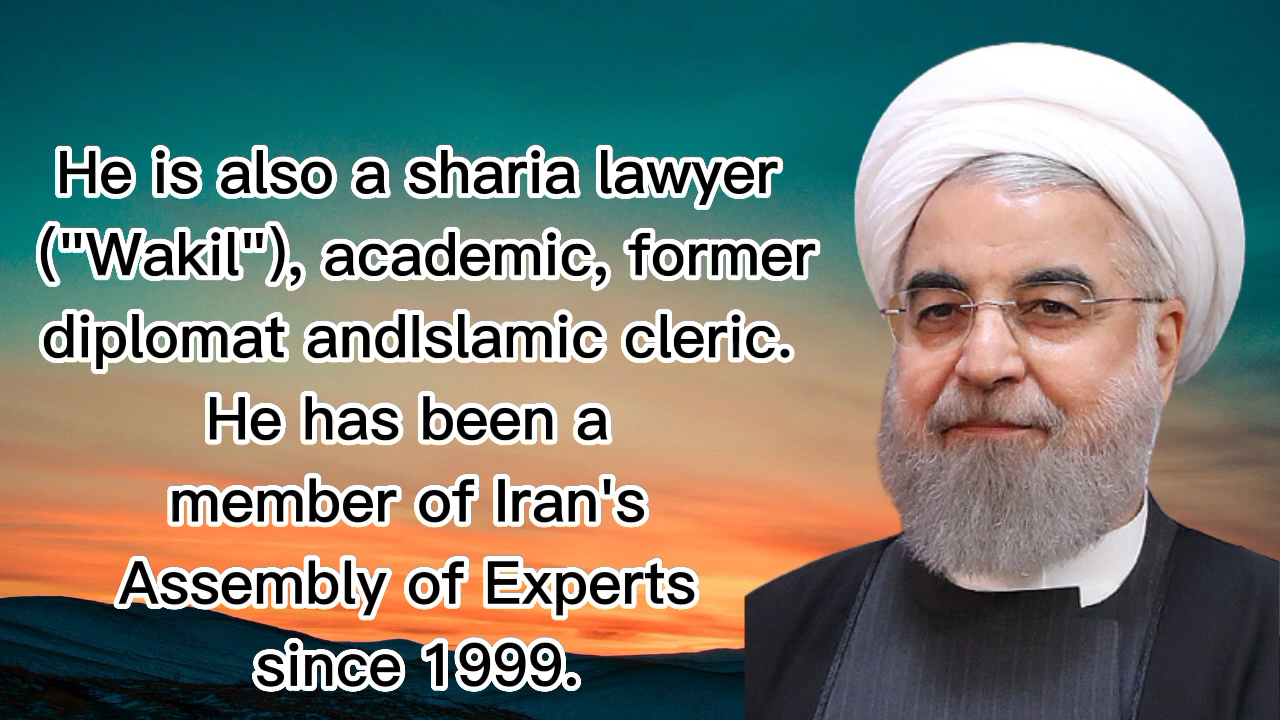 He is also a sharia lawyer
("Wakil"), academic, former
diplomat andIslamic cleric.
He has been a
member of Iran's
Assembly of Experts
since 1999.